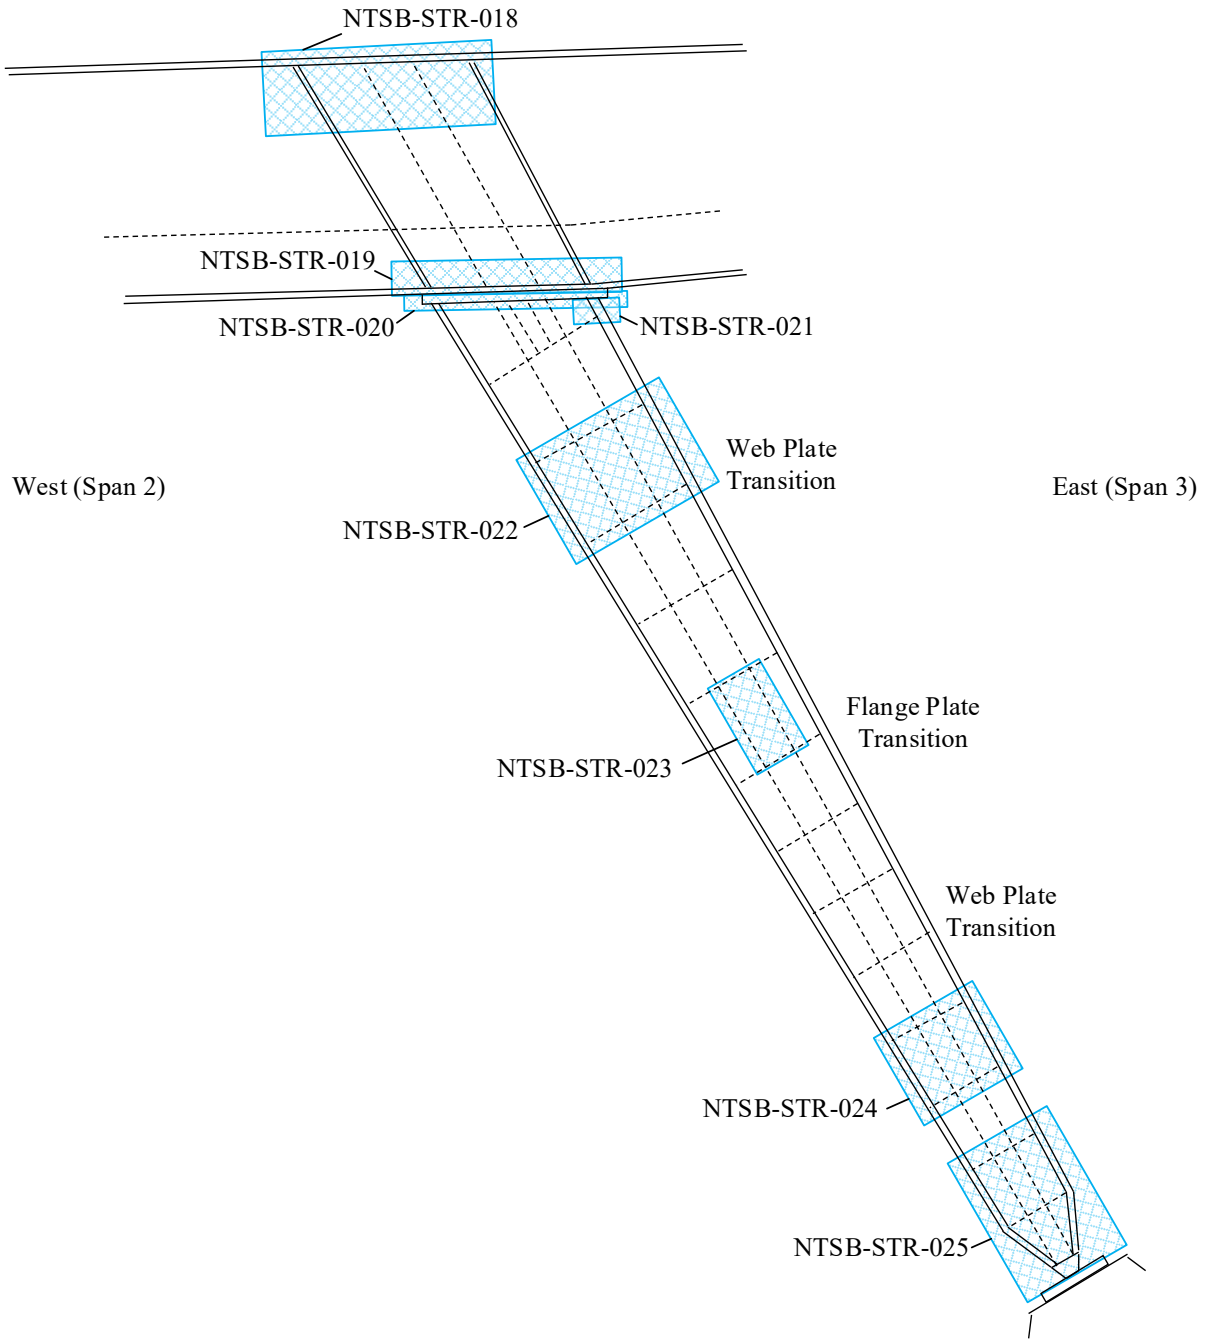 NTSB-STR-018
NTSB-STR-019
NTSB-STR-020
NTSB-STR-021
Web Plate
Transition
West (Span 2)
East (Span 3)
NTSB-STR-022
Flange Plate
Transition
NTSB-STR-023
Web Plate
Transition
NTSB-STR-024
NTSB-STR-025